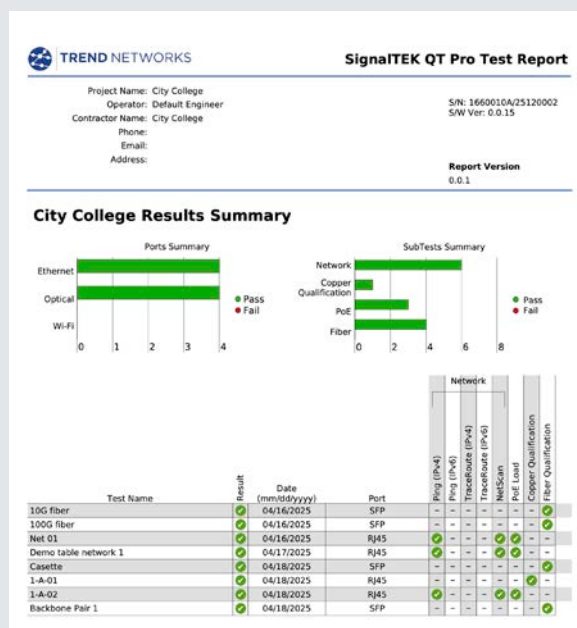 TREND NETWORKS
SignalTEK QT Pro Test Report
Project Name: City College
Operator: Default Engineer
Contractor Name: City College
Phone:
Email:
Address:
S/N: 1660010A/25120002
S/W Ver: 0.0.15
Report Version
0.0.1
City College Results Summary
Ports Summary
Ethernet
Optical
Wi-Fi
Pass
Fail
0 1 2 3 4
SubTests Summary
Network
Copper
Qualification
PoE
Fiber
Pass
Fail
0 2 4 6 8
Network
Test Name Result Date (mm/dd/yyyy) Port Ping (IPv4) Ping (IPv6) TraceRoute (IPv4) TraceRoute (IPv6) NetScan PoE Load Copper Qualification Fiber Qualification
10G fiber 04/16/2025 SFP - - - - - - -
100G fiber 04/16/2025 SFP - - - - - - -
Net 01 04/16/2025 RJ45 - - - - -
Demo table network 1 04/17/2025 RJ45 - - - - -
Casette 04/18/2025 SFP - - - - - - -
1-A-01 04/18/2025 RJ45 - - - - - - -
1-A-02 04/18/2025 RJ45 - - - - -
Backbone Pair 1 04/18/2025 SFP - - - - - - -